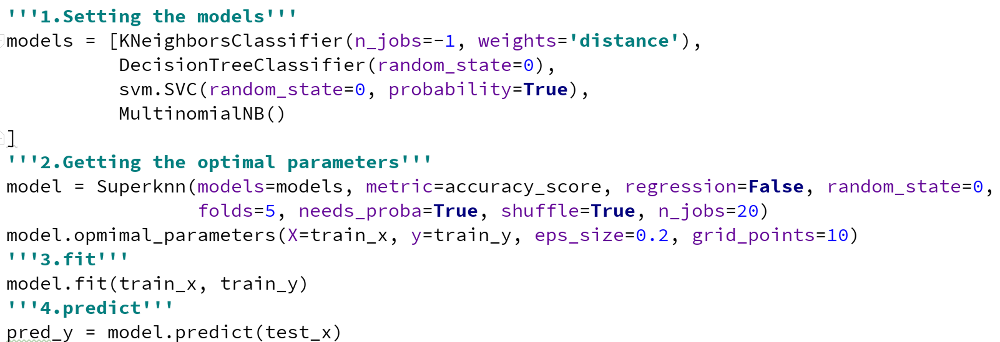 '''1.Setting the models'''
models = [KNeighborsClassifier(n_jobs=-1, weights='distance'),
          DecisionTreeClassifier(random_state=0),
          svm.SVC(random_state=0, probability=True),
          MultinomialNB()
]
'''2.Getting the optimal parameters'''
model = Superknn(models=models, metric=accuracy_score, regression=False, random_state=0,
                 folds=5, needs_proba=True, shuffle=True, n_jobs=20)
model.opmimal_parameters(X=train_x, y=train_y, eps_size=0.2, grid_points=10)
'''3.fit'''
model.fit(train_x, train_y)
'''4.predict'''
pred_y = model.predict(test_x)